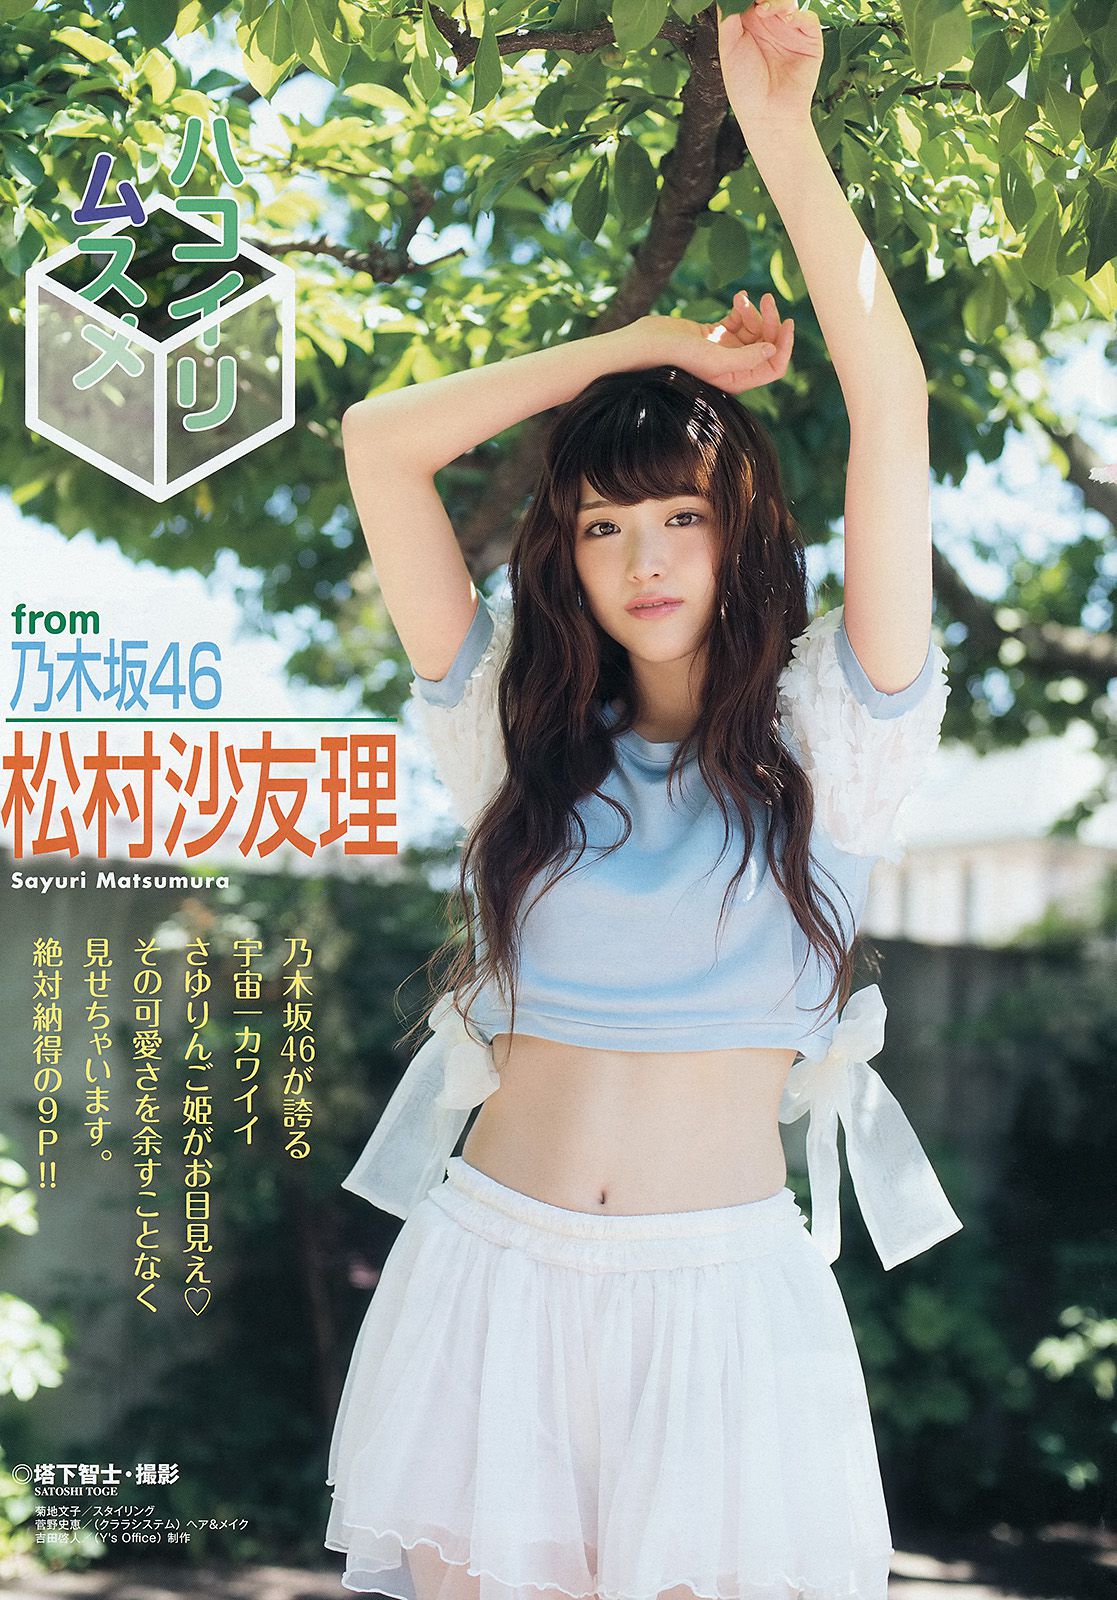 ハコイリ
ムスメ
from
乃木坂46
松村沙友理
Sayuri Matsumura
乃木坂46が誇る
宇宙一カワイイ
さゆりんご姫がお目見え♡
その可愛さを余すことなく
見せちゃいます。
絶対納得の9P!!
◎塔下智士・撮影
SATOSHI TOGE
菊地文子／スタイリング
菅野史恵／（クララシステム）ヘア&メイク
吉田啓人／（Y's Office）制作